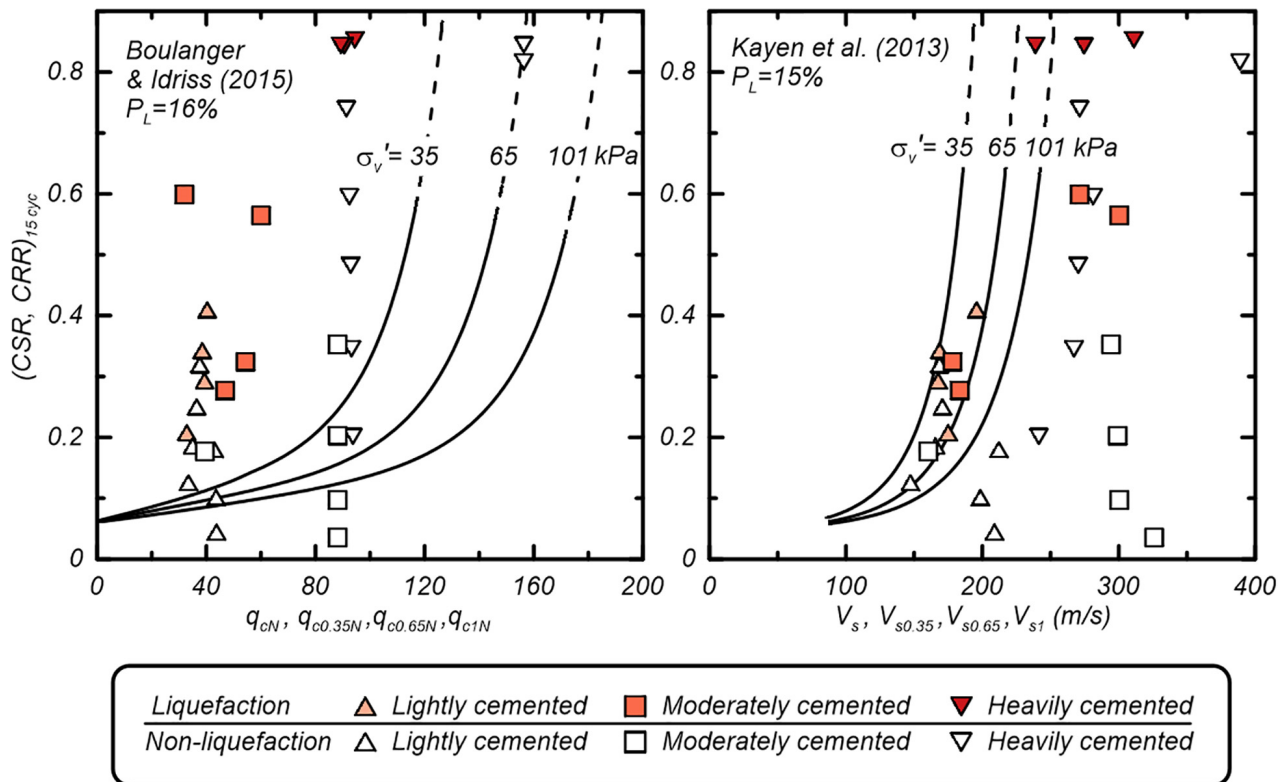 Boulanger
& Idriss (2015)
P_L=16%
σ_v'= 35 65 101 kPa
(CSR, CRR)_15 cyc
0.8
0.6
0.4
0.2
0
0 40 80 120 160 200
q_cN, q_c0.35N, q_c0.65N, q_c1N
Kayen et al. (2013)
P_L=15%
σ_v'= 35 65 101 kPa
0.8
0.6
0.4
0.2
0
0 100 200 300 400
V_s, V_s0.35, V_s0.65, V_s1 (m/s)
Liquefaction Lightly cemented Moderately cemented Heavily cemented
Non-liquefaction Lightly cemented Moderately cemented Heavily cemented